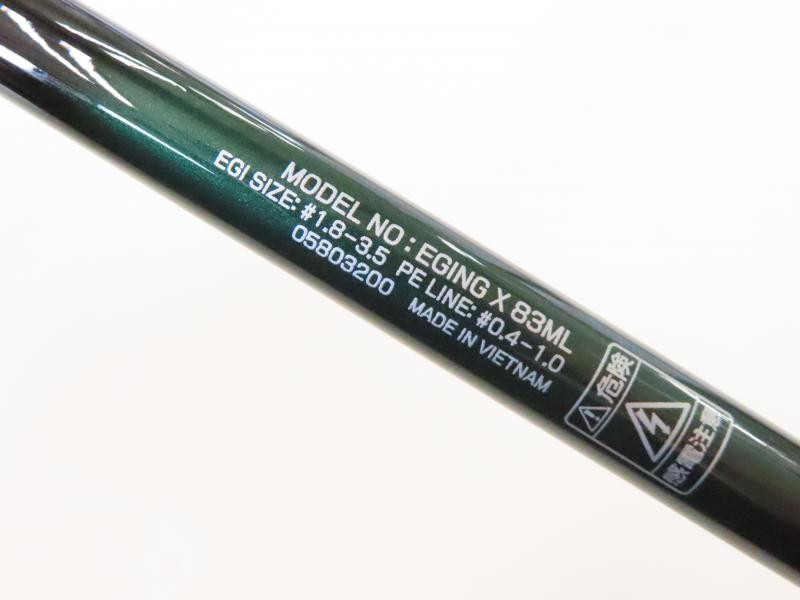 MODEL NO : EGING X 83ML
EGI SIZE: #1.8-3.5 PE LINE: #0.4-1.0
05803200 MADE IN VIETNAM
危険
感電注意